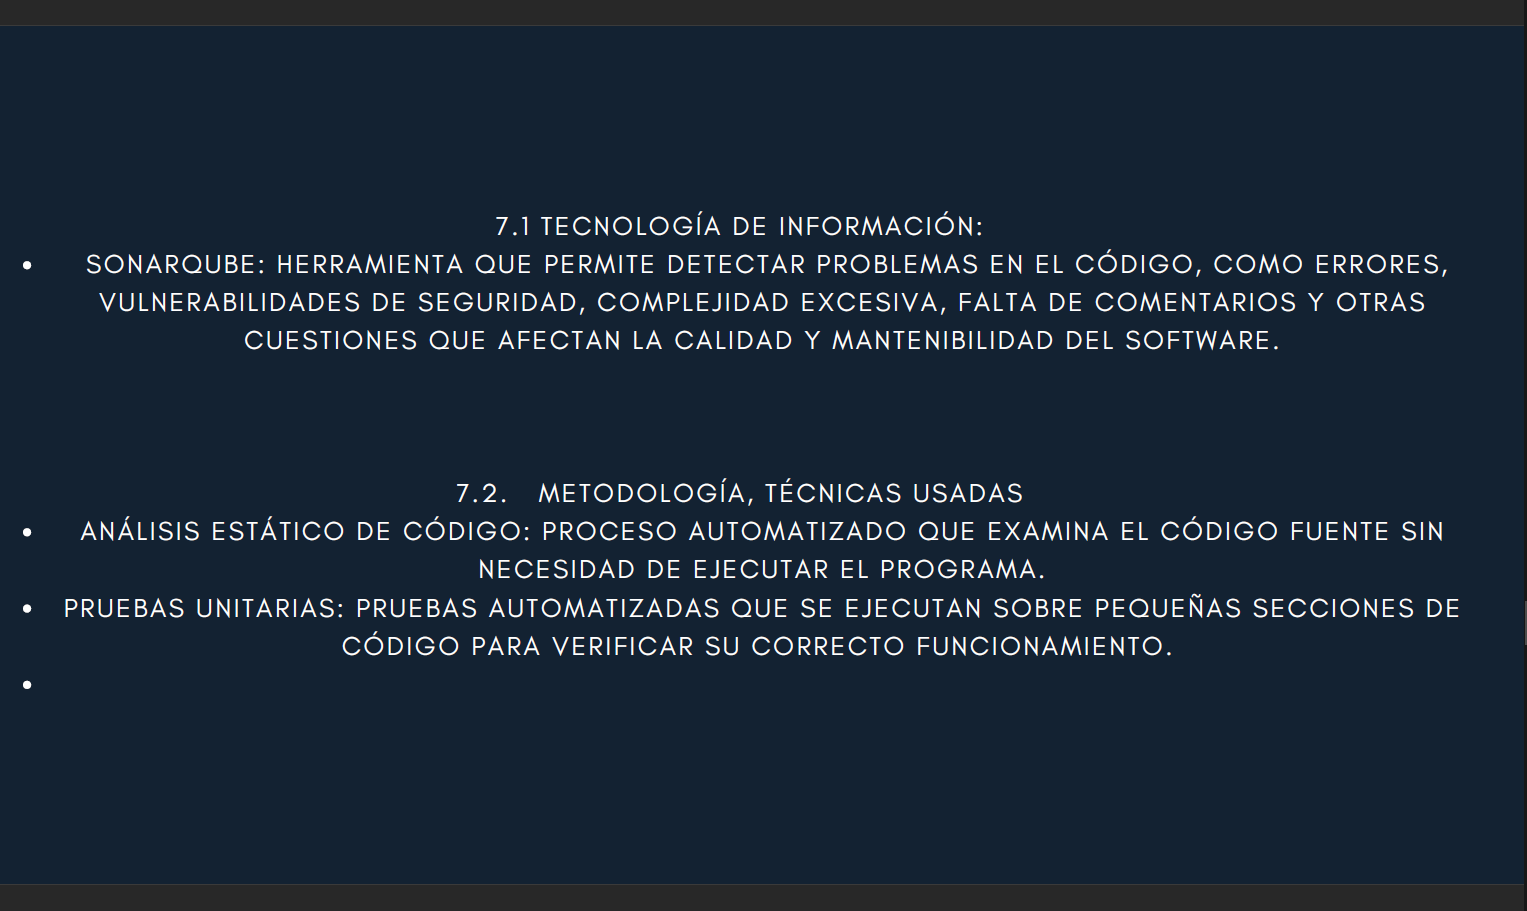 7.1 TECNOLOGÍA DE INFORMACIÓN:
• SONARQUBE: HERRAMIENTA QUE PERMITE DETECTAR PROBLEMAS EN EL CÓDIGO, COMO ERRORES,
VULNERABILIDADES DE SEGURIDAD, COMPLEJIDAD EXCESIVA, FALTA DE COMENTARIOS Y OTRAS
CUESTIONES QUE AFECTAN LA CALIDAD Y MANTENIBILIDAD DEL SOFTWARE.
7.2. METODOLOGÍA, TÉCNICAS USADAS
• ANÁLISIS ESTÁTICO DE CÓDIGO: PROCESO AUTOMATIZADO QUE EXAMINA EL CÓDIGO FUENTE SIN
NECESIDAD DE EJECUTAR EL PROGRAMA.
• PRUEBAS UNITARIAS: PRUEBAS AUTOMATIZADAS QUE SE EJECUTAN SOBRE PEQUEÑAS SECCIONES DE
CÓDIGO PARA VERIFICAR SU CORRECTO FUNCIONAMIENTO.
•